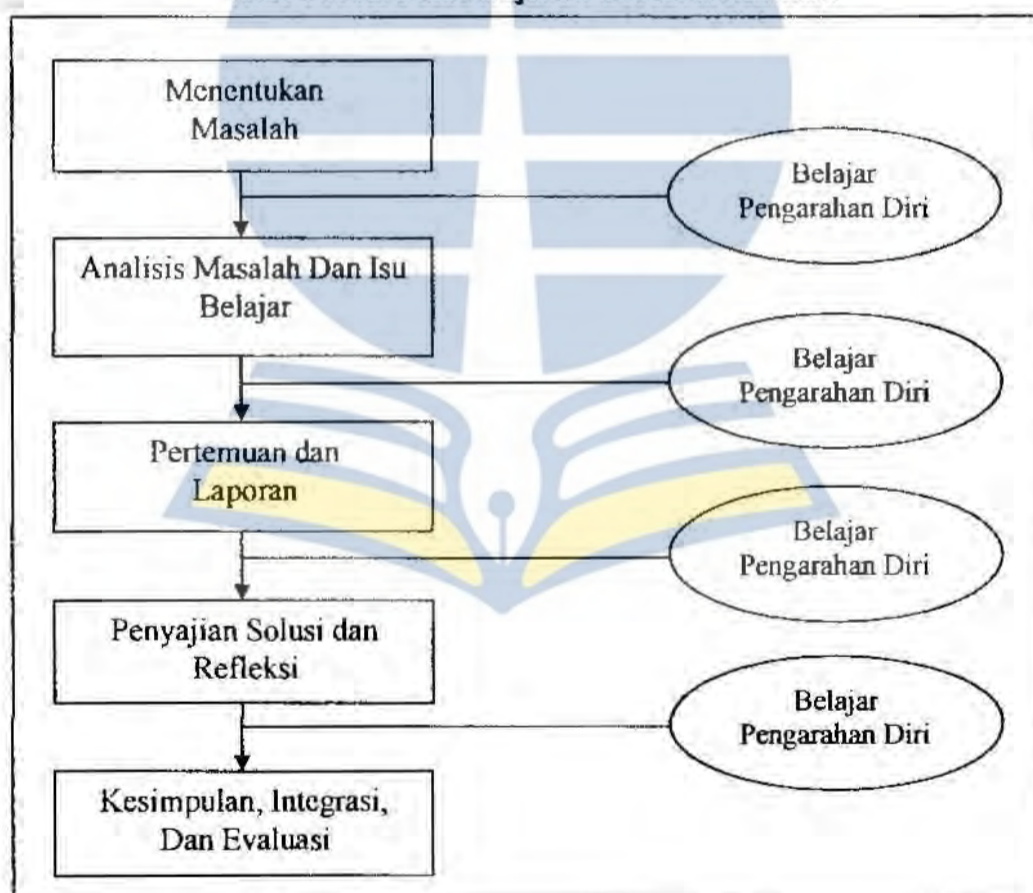 Menentukan
Masalah
Belajar
Pengarahan Diri
Analisis Masalah Dan Isu
Belajar
Belajar
Pengarahan Diri
Pertemuan dan
Laporan
Belajar
Pengarahan Diri
Penyajian Solusi dan
Refleksi
Belajar
Pengarahan Diri
Kesimpulan, Integrasi,
Dan Evaluasi